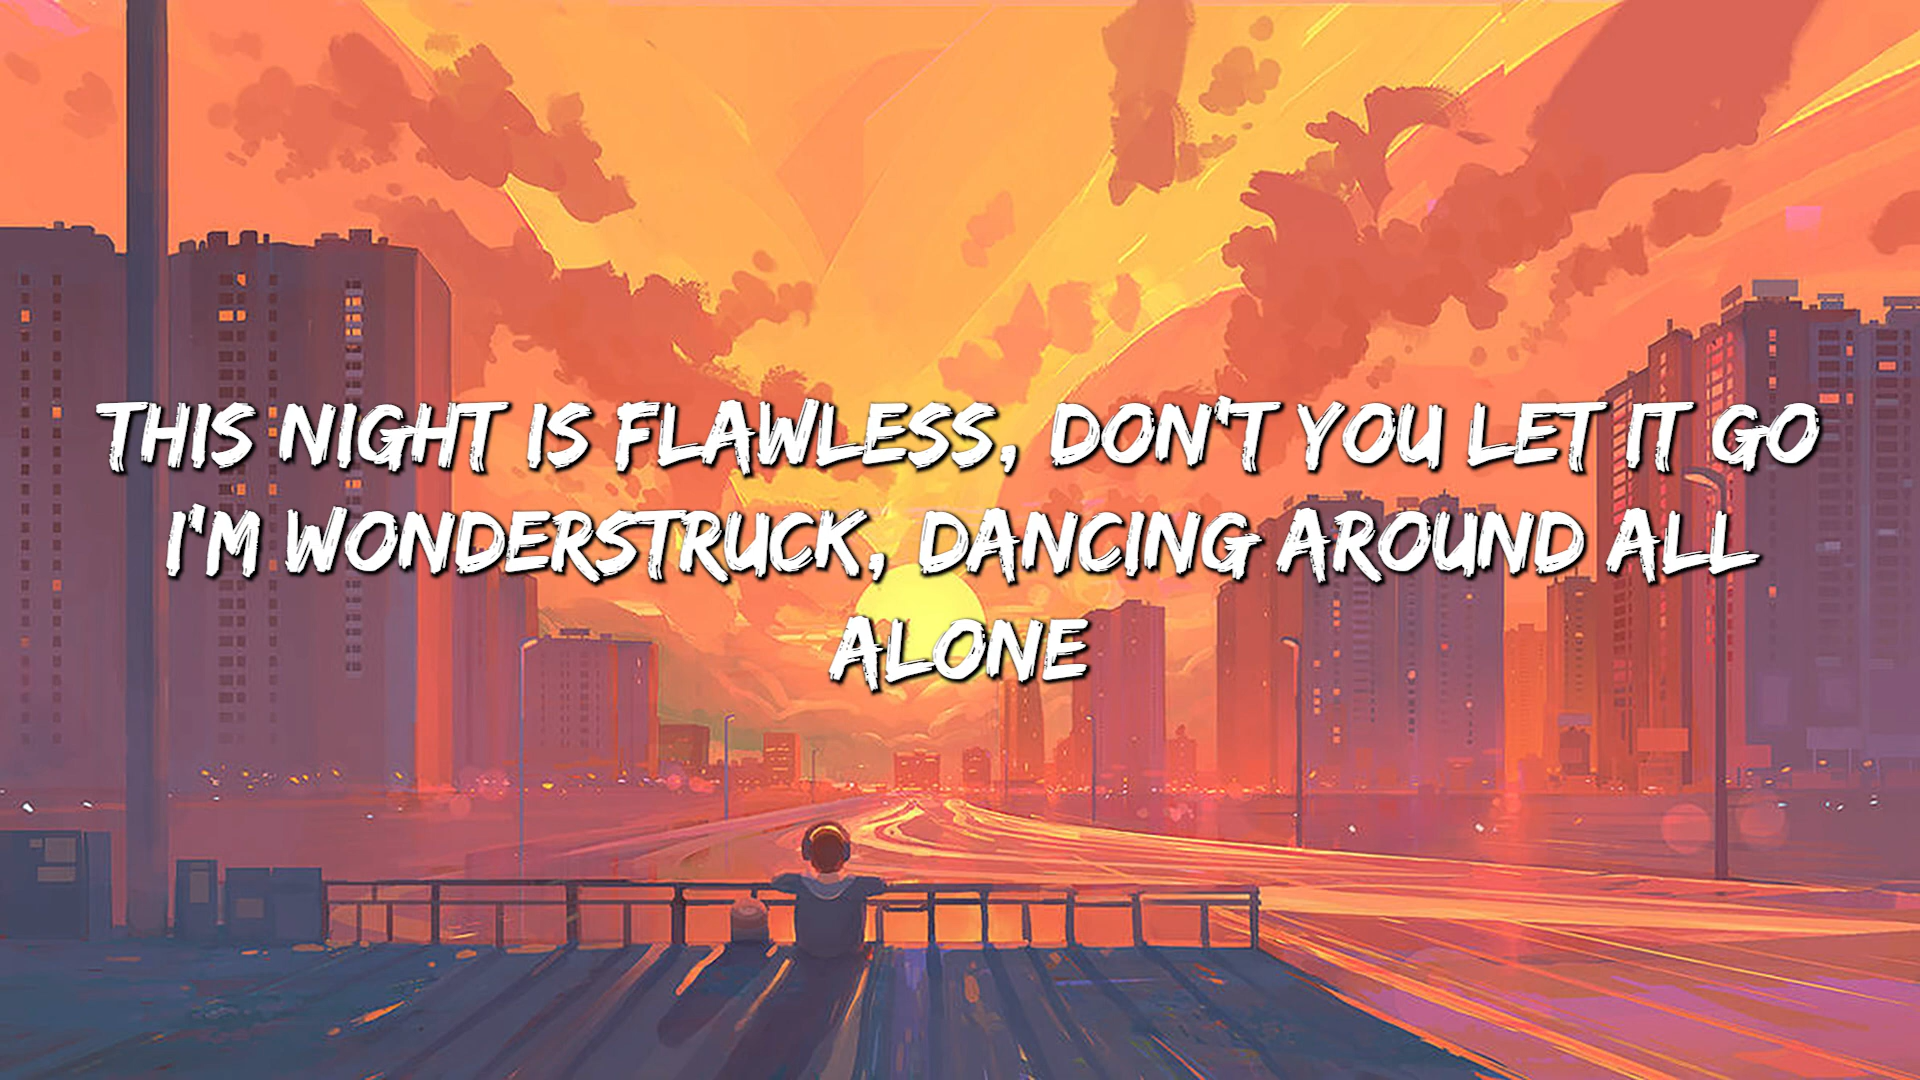 THIS NIGHT IS FLAWLESS, DON'T YOU LET IT GO
I'M WONDERSTRUCK, DANCING AROUND ALL
ALONE